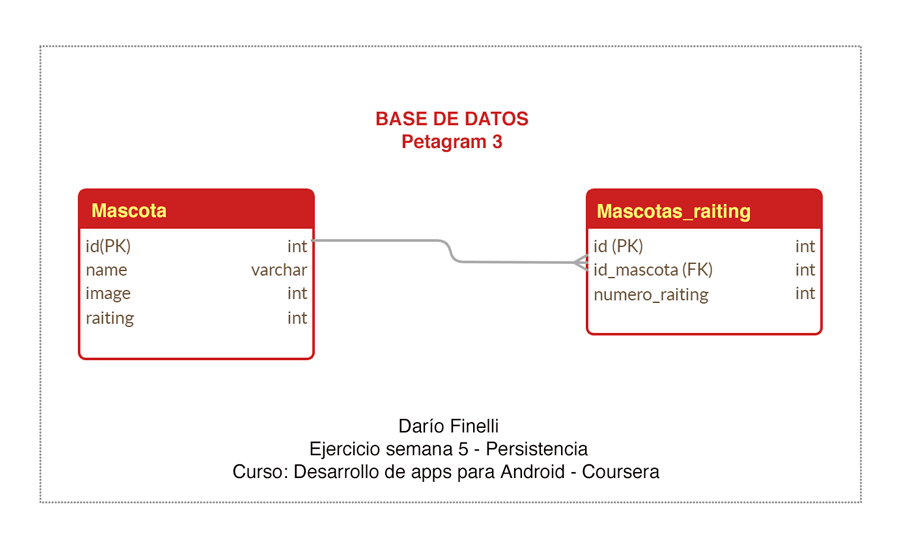 BASE DE DATOS
Petagram 3
Mascota
id(PK) int
name varchar
image int
raiting int
Mascotas_raiting
id (PK) int
id_mascota (FK) int
numero_raiting int
Darío Finelli
Ejercicio semana 5 - Persistencia
Curso: Desarrollo de apps para Android - Coursera